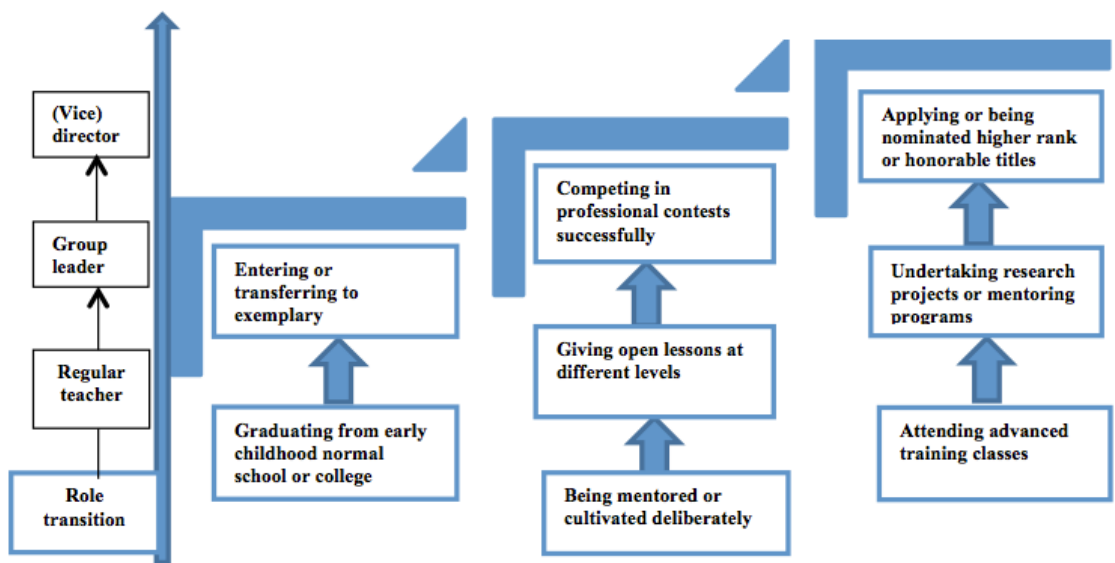 (Vice)
director
Group
leader
Regular
teacher
Role
transition
Entering or
transferring to
exemplary
Graduating from early
childhood normal
school or college
Competing in
professional contests
successfully
Giving open lessons at
different levels
Being mentored or
cultivated deliberately
Applying or being
nominated higher rank
or honorable titles
Undertaking research
projects or mentoring
programs
Attending advanced
training classes